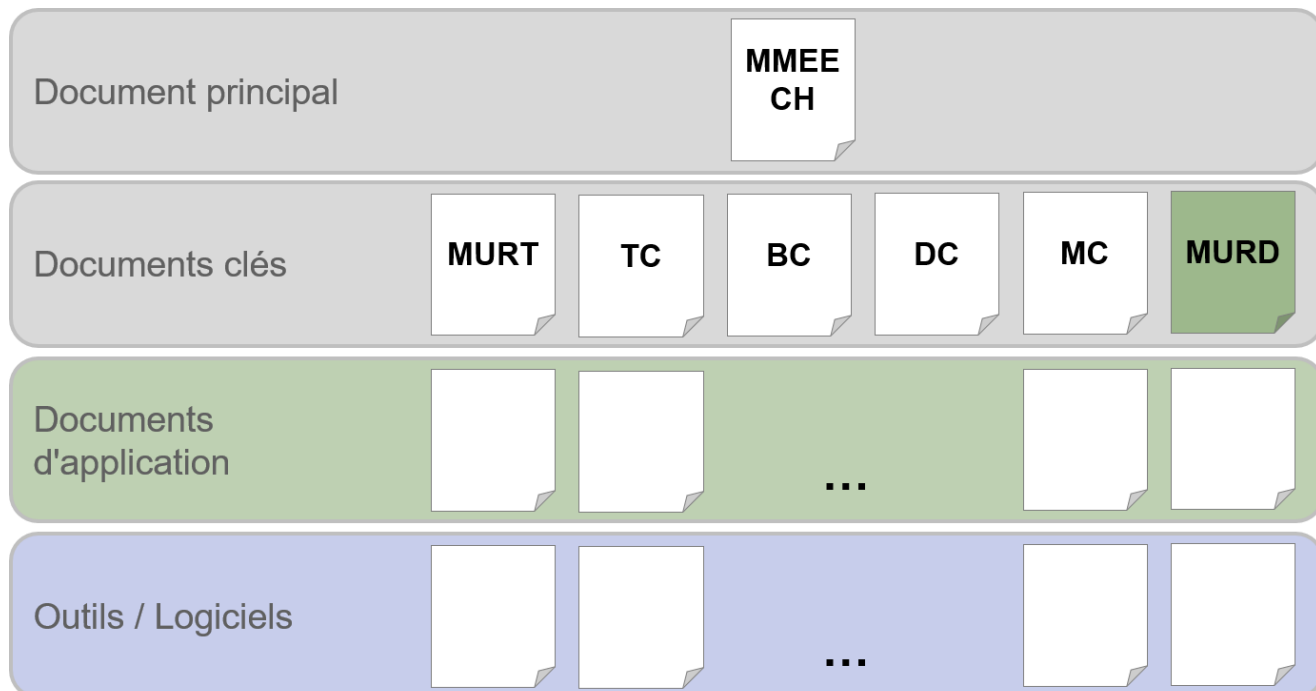 Document principal
MMEE
CH
Documents clés
MURT
TC
BC
DC
MC
MURD
Documents
d'application
...
Outils / Logiciels
...